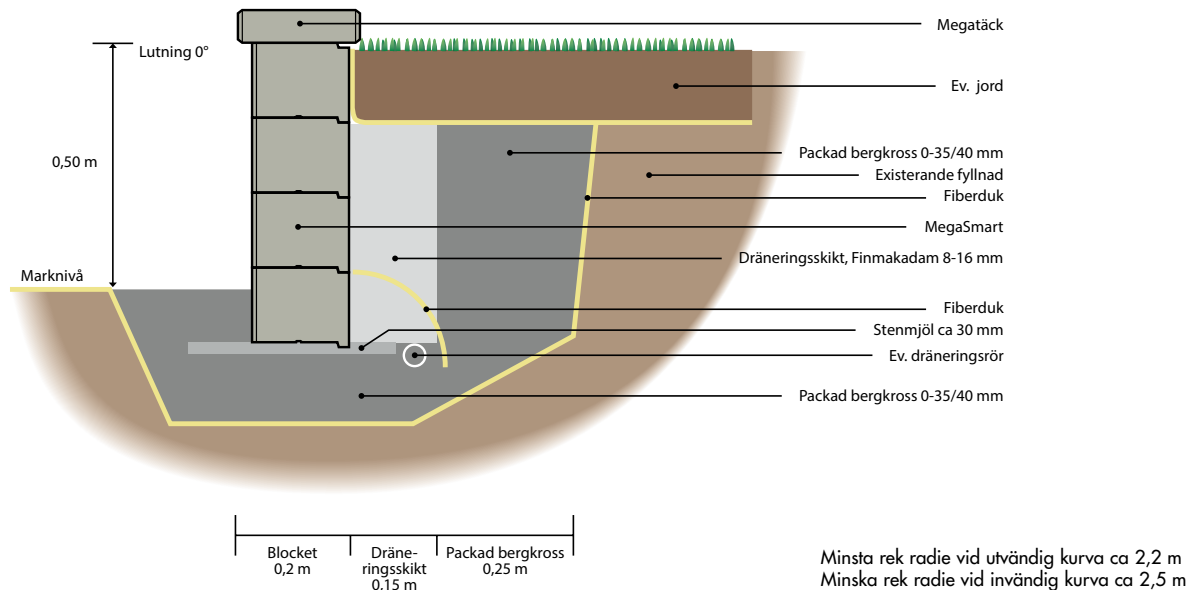 Megatäck
Lutning 0°
Ev. jord
0,50 m
Packad bergkross 0-35/40 mm
Existerande fyllnad
Fiberduk
MegaSmart
Dräneringsskikt, Finmakadam 8-16 mm
Marknivå
Fiberduk
Stenmjöl ca 30 mm
Ev. dräneringsrör
Packad bergkross 0-35/40 mm
Blocket
0,2 m
Dräne-
ringsskikt
0,15 m
Packad bergkross
0,25 m
Minsta rek radie vid utvändig kurva ca 2,2 m
Minska rek radie vid invändig kurva ca 2,5 m